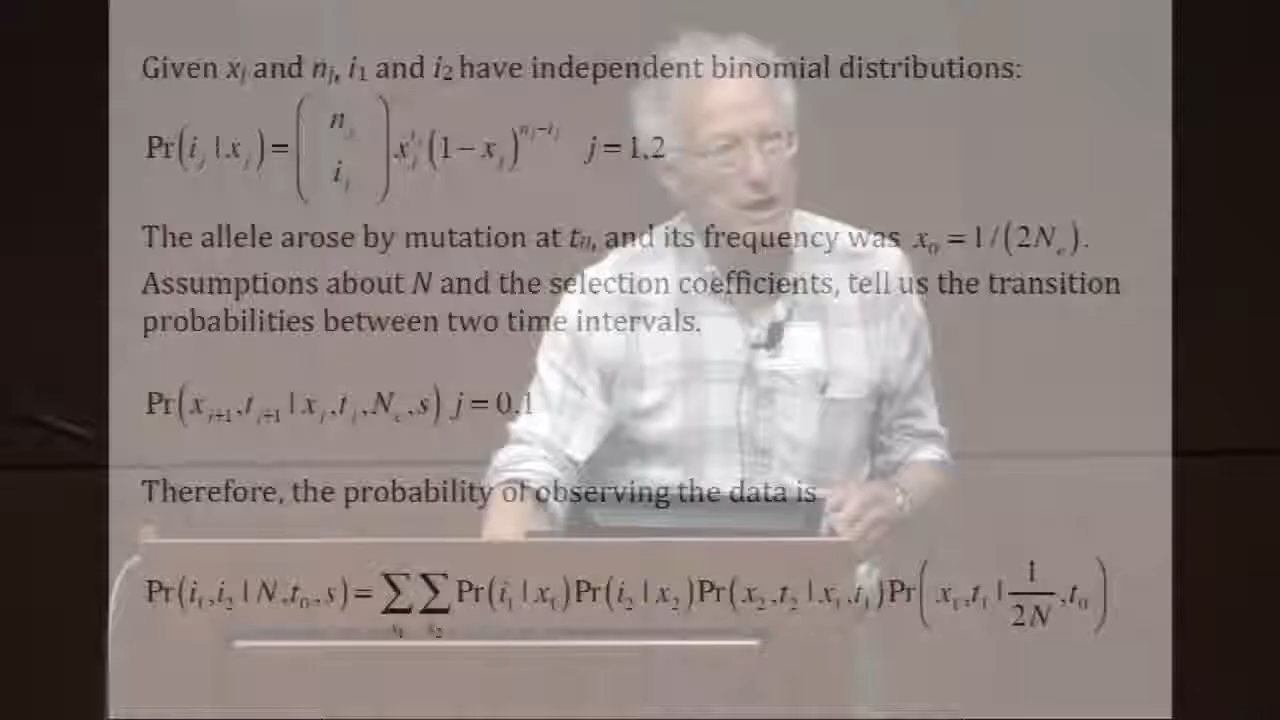 Given xⱼ and nⱼ, i₁ and i₂ have independent binomial distributions:
Pr(iⱼ | xⱼ) = (nⱼ iⱼ) xⱼ^iⱼ (1 − xⱼ)^(nⱼ−iⱼ) j = 1,2
The allele arose by mutation at t₀, and its frequency was x₀ = 1/(2Nₑ).
Assumptions about N and the selection coefficients, tell us the transition
probabilities between two time intervals.
Pr(xⱼ₊₁, tⱼ₊₁ | xⱼ, tⱼ, Nₑ, s) j = 0,1
Therefore, the probability of observing the data is
Pr(i₁, i₂ | N, t₀, s) = ∑x₁ ∑x₂ Pr(i₁ | x₁) Pr(i₂ | x₂) Pr(x₂, t₂ | x₁, t₁) Pr(x₁, t₁ | 1/2N, t₀)